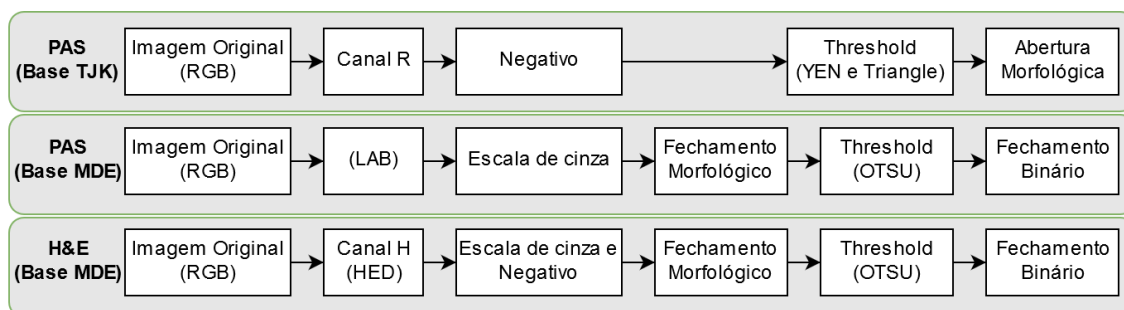 PAS
(Base TJK)
Imagem Original
(RGB)
Canal R
Negativo
Threshold
(YEN e Triangle)
Abertura
Morfológica
PAS
(Base MDE)
Imagem Original
(RGB)
(LAB)
Escala de cinza
Fechamento
Morfológico
Threshold
(OTSU)
Fechamento
Binário
H&E
(Base MDE)
Imagem Original
(RGB)
Canal H
(HED)
Escala de cinza e
Negativo
Fechamento
Morfológico
Threshold
(OTSU)
Fechamento
Binário